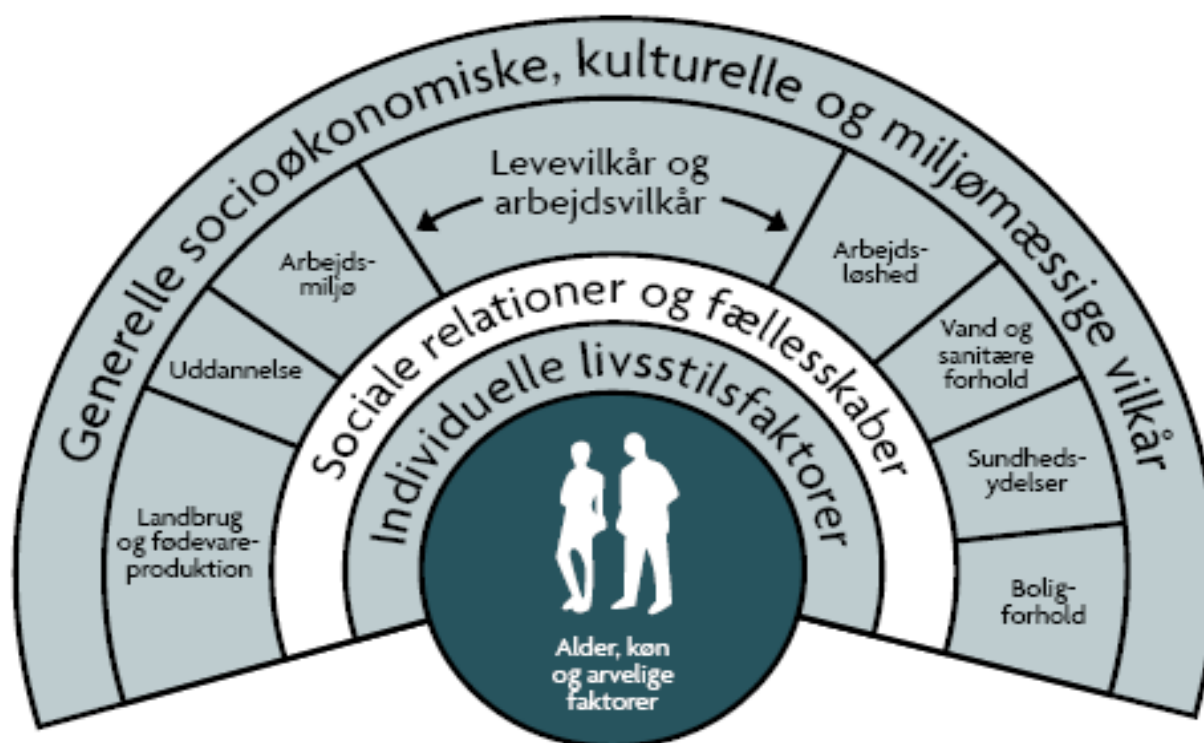 Generelle socioøkonomiske, kulturelle og miljømæssige vilkår
Levevilkår og
arbejdsvilkår
Arbejds-
miljø
Uddannelse
Landbrug
og fødevare-
produktion
Arbejds-
løshed
Vand og
sanitære
forhold
Sundheds-
ydelser
Bolig-
forhold
Sociale relationer og fællesskaber
Individuelle livsstilsfaktorer
Alder, køn
og arvelige
faktorer